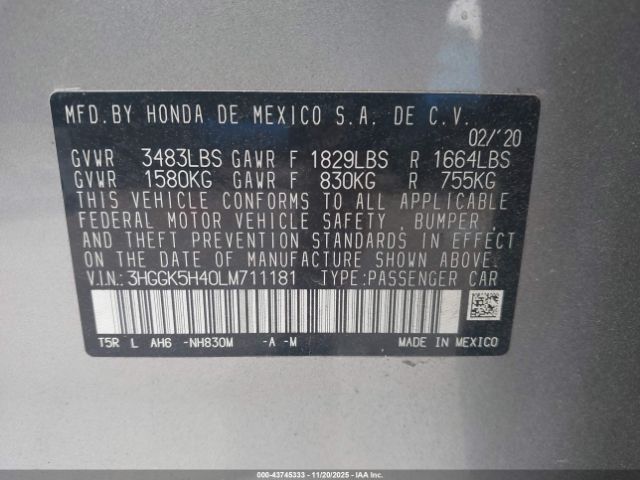 MFD. BY HONDA DE MEXICO S.A. DE C.V.
02/'20
GVWR 3483LBS GAWR F 1829LBS R 1664LBS
GVWR 1580KG GAWR F 830KG R 755KG
THIS VEHICLE CONFORMS TO ALL APPLICABLE
FEDERAL MOTOR VEHICLE SAFETY , BUMPER ,
AND THEFT PREVENTION STANDARDS IN EFFECT
ON THE DATE OF MANUFACTURE SHOWN ABOVE.
V.I.N.: 3HGGK5H40LM711181 TYPE:PASSENGER CAR
T5R L AH6 -NH830M -A -M MADE IN MEXICO
000-43745333 - 11/20/2025 - IAAI.COM